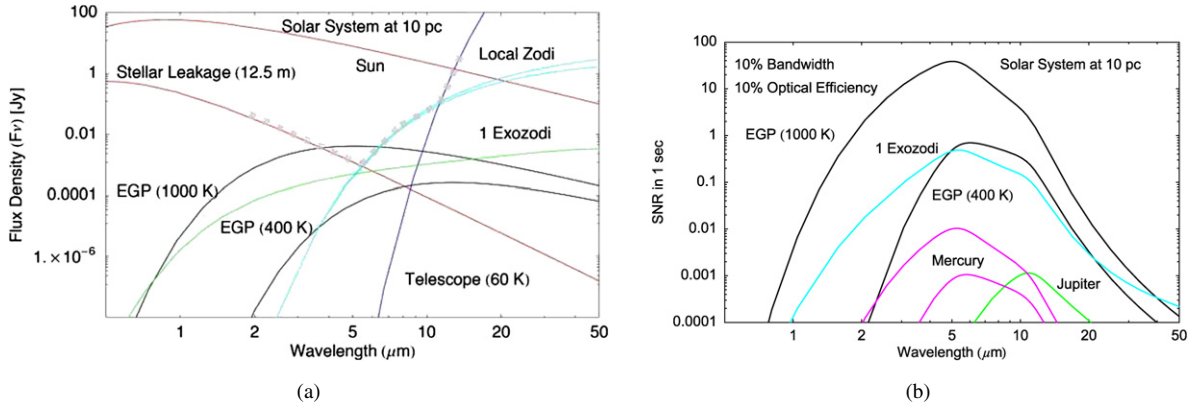 100
1
0.01
0.0001
1. × 10⁻⁶
Flux Density (Fν) [Jy]
Solar System at 10 pc
Sun
Local Zodi
Stellar Leakage (12.5 m)
1 Exozodi
EGP (1000 K)
EGP (400 K)
Telescope (60 K)
1 2 5 10 20 50
Wavelength (μm)
(a)
100
10
1
0.1
0.01
0.001
0.0001
SNR in 1 sec
10% Bandwidth
Solar System at 10 pc
10% Optical Efficiency
EGP (1000 K)
1 Exozodi
EGP (400 K)
Mercury
Jupiter
1 2 5 10 20 50
Wavelength (μm)
(b)